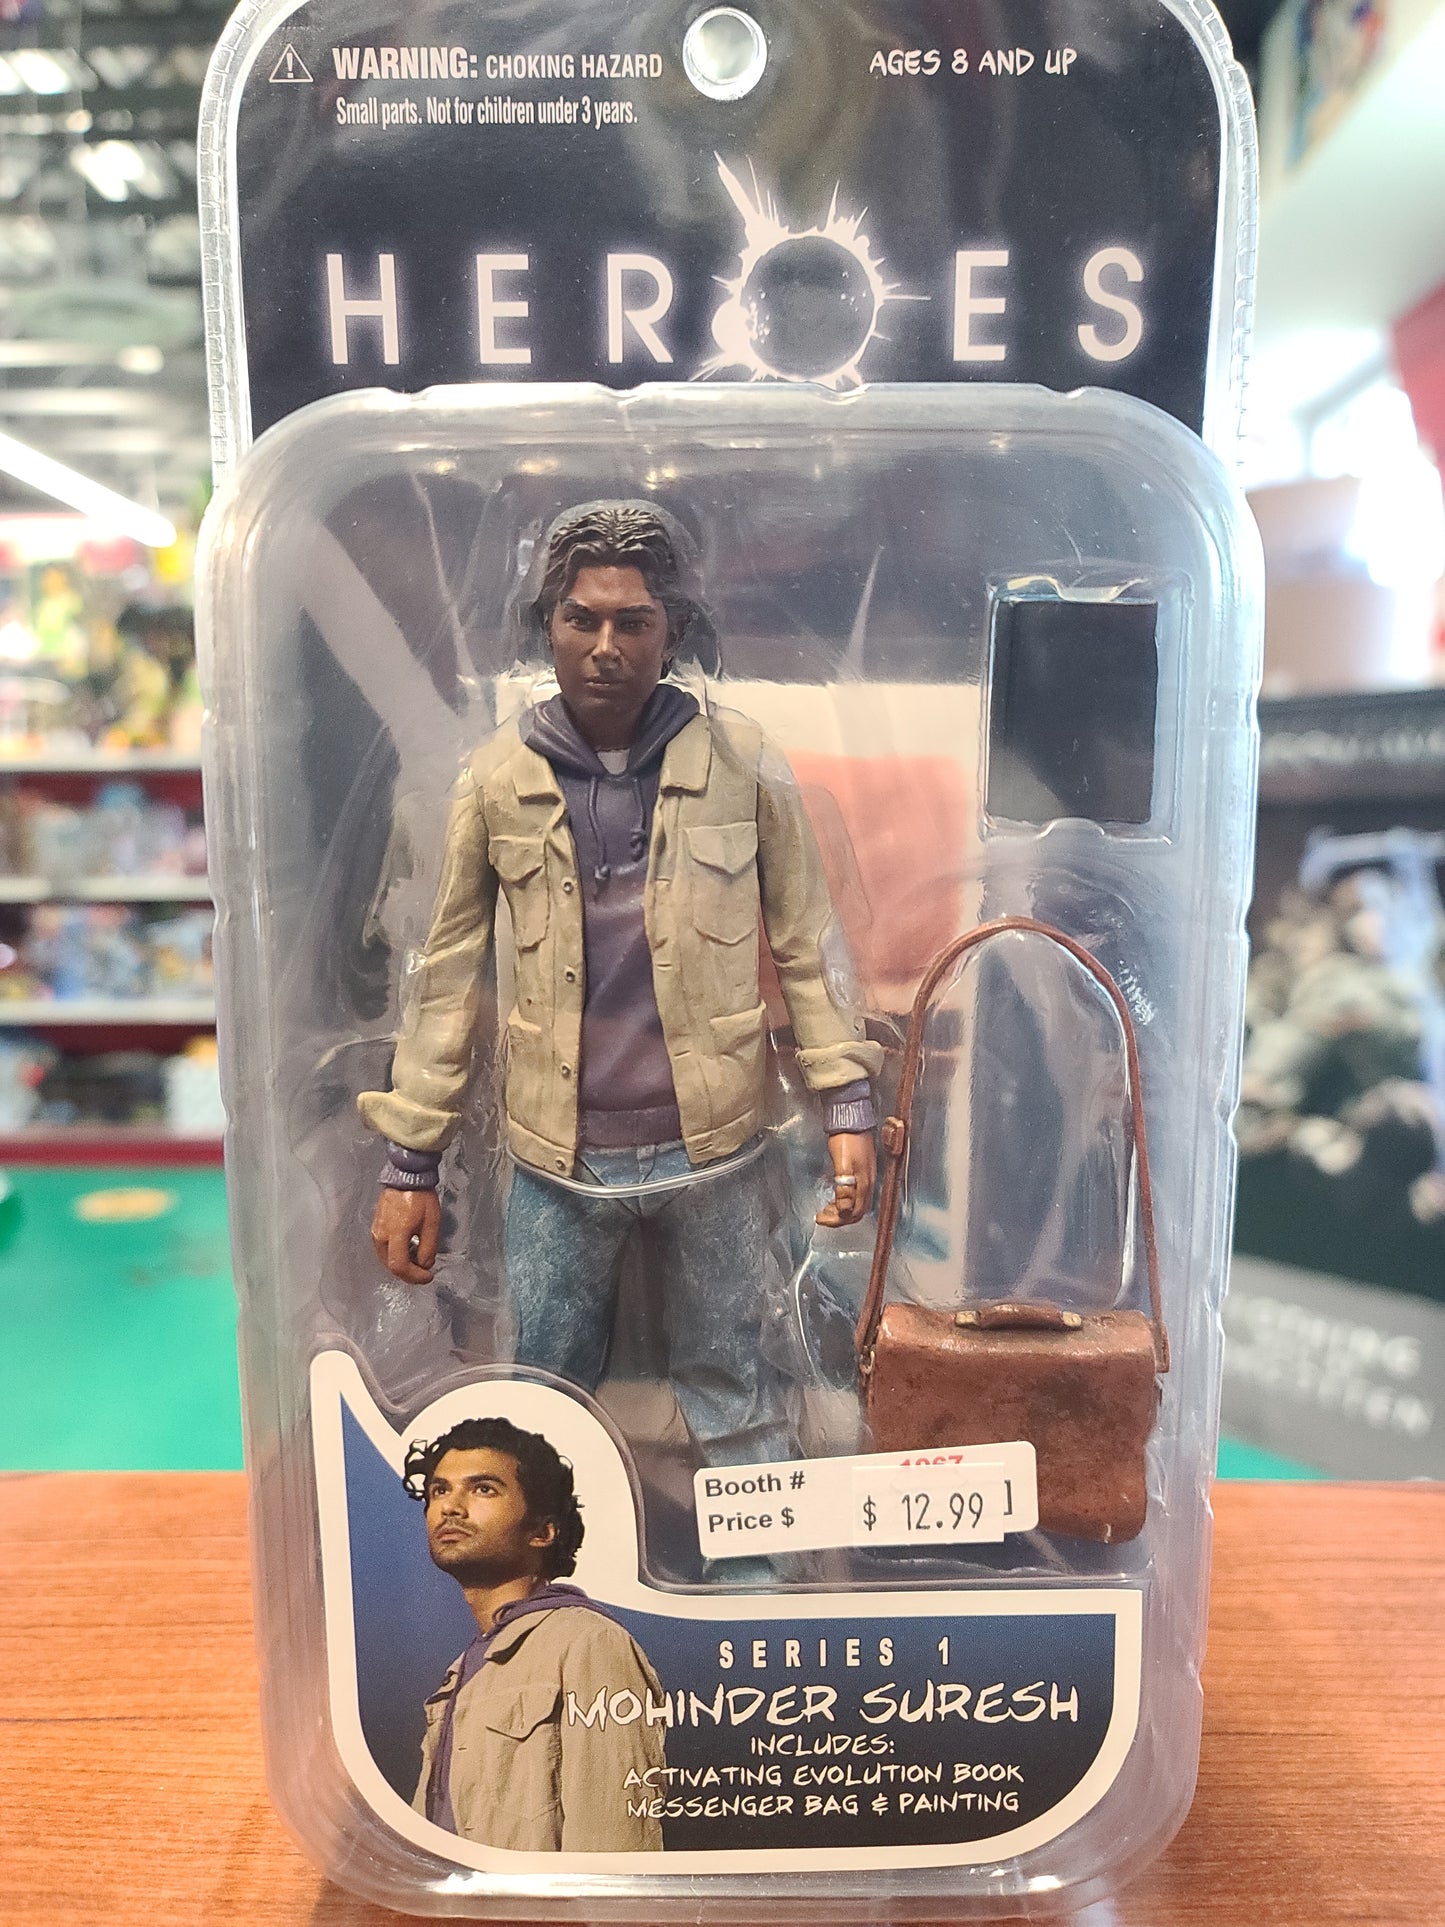 WARNING: CHOKING HAZARD
Small parts. Not for children under 3 years.
AGES 8 AND UP
HEROES
Booth #
Price $
$ 12.99
SERIES 1
MOHINDER SURESH
INCLUDES:
ACTIVATING EVOLUTION BOOK
MESSENGER BAG & PAINTING